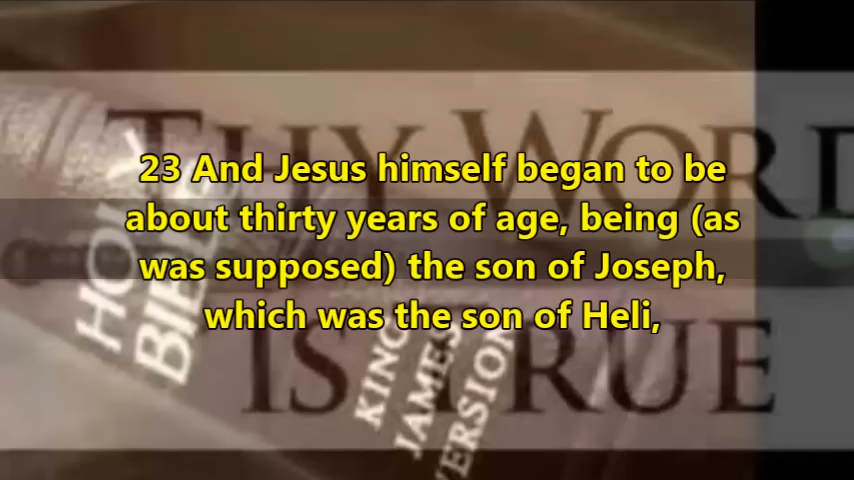 23 And Jesus himself began to be
about thirty years of age, being (as
was supposed) the son of Joseph,
which was the son of Heli,
THY WORD
IS TRUE
HOLY
BIBLE
KING
JAMES
VERSION